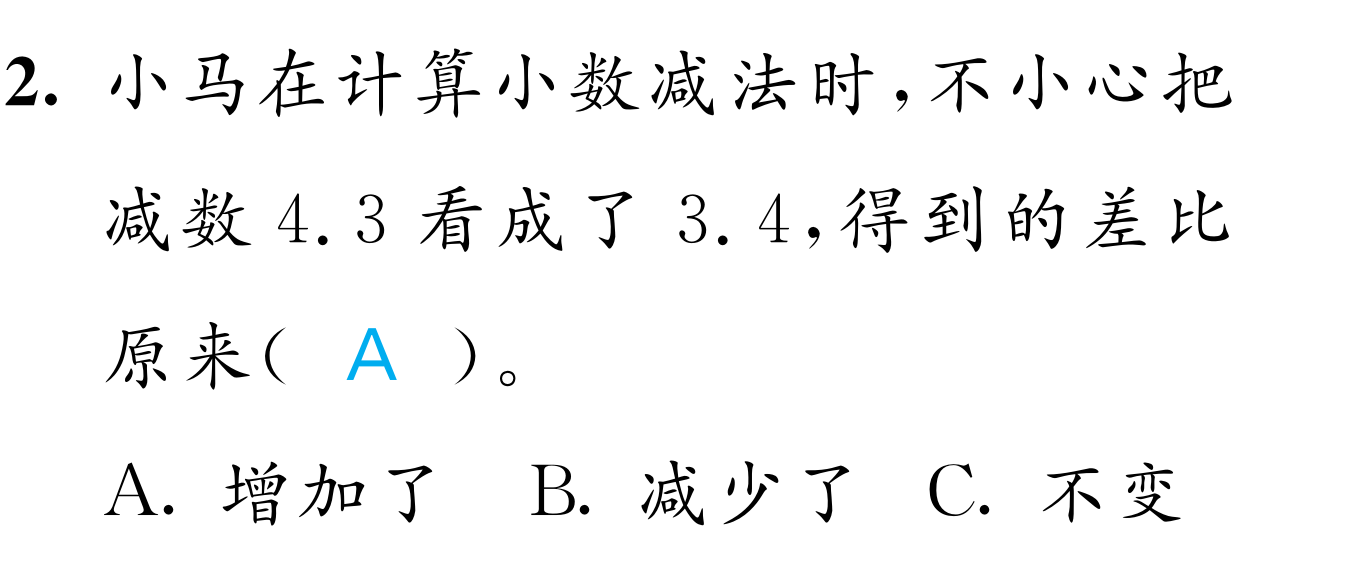 2. 小马在计算小数减法时,不小心把
减数 4.3 看成了 3.4,得到的差比
原来( A )。
A. 增加了 B. 减少了 C. 不变